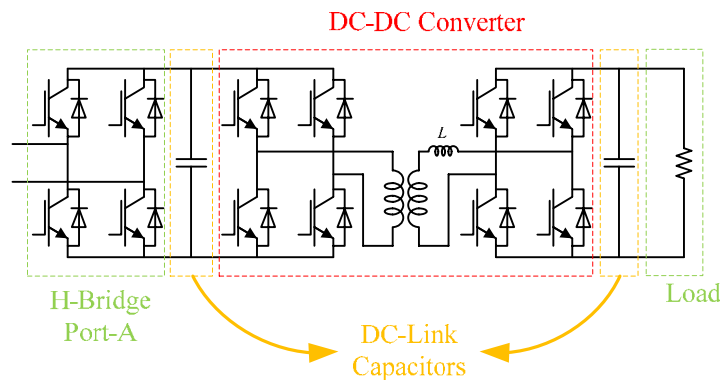 DC-DC Converter
L
H-Bridge
Port-A
Load
DC-Link
Capacitors